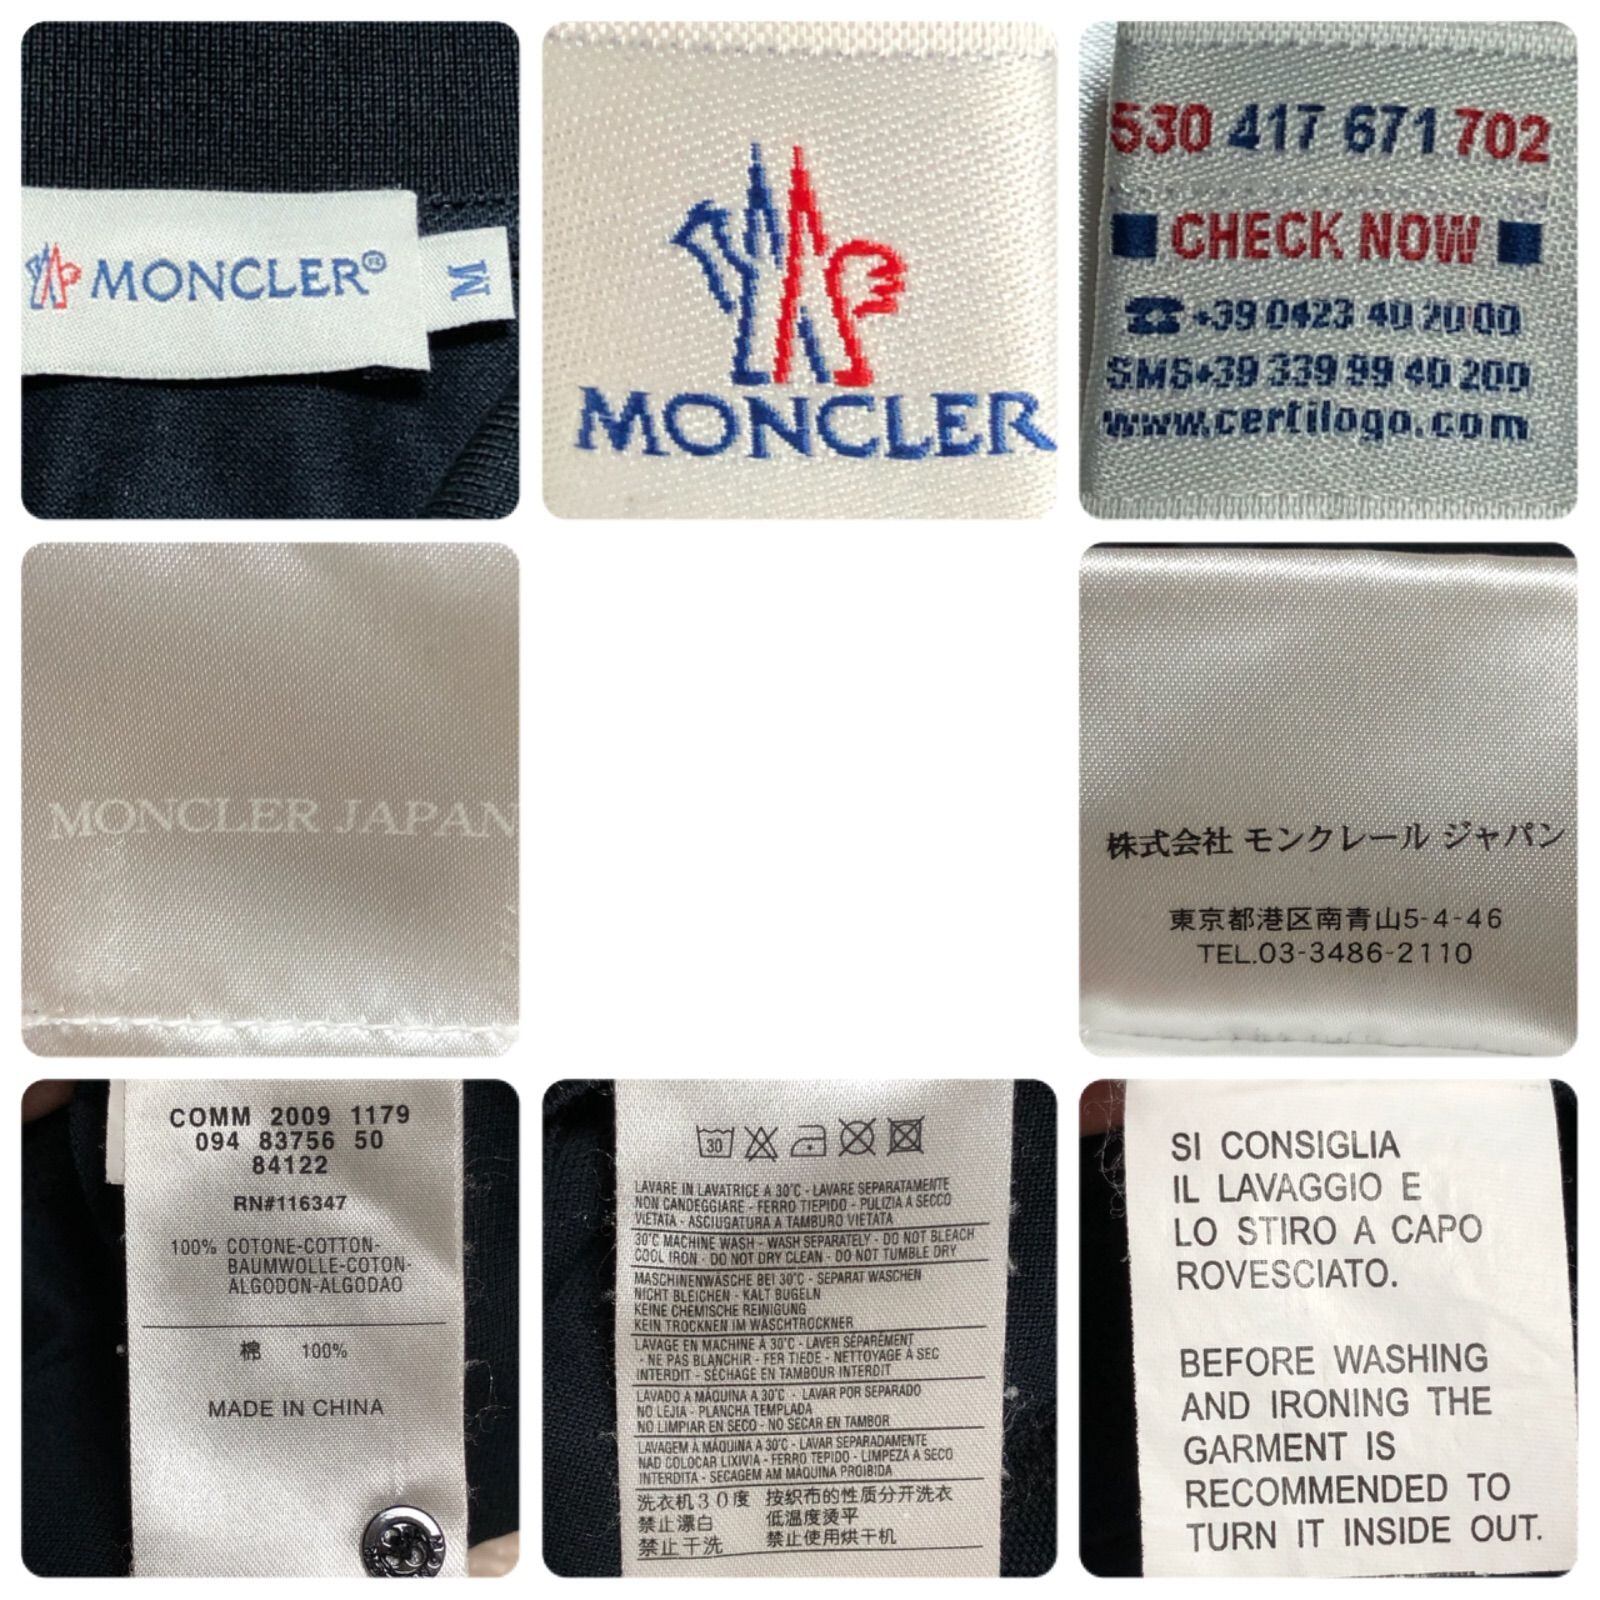 MONCLER®
M
MONCLER
530 417 671 702
CHECK NOW
+39 0423 40 20 00
SMS+39 339 99 40 200
www.certilogo.com
MONCLER JAPAN
株式会社 モンクレール ジャパン
東京都港区南青山5-4-46
TEL.03-3486-2110
COMM 2009 1179
094 83756 50
84122
RN#116347
100% COTONE-COTTON-
BAUMWOLLE-COTON-
ALGODON-ALGODAO
棉 100%
MADE IN CHINA
30
LAVARE IN LAVATRICE A 30°C - LAVARE SEPARATAMENTE
NON CANDEGGIARE - FERRO TIEPIDO - PULIZIA A SECCO
VIETATA - ASCIUGATURA A TAMBURO VIETATA
30°C MACHINE WASH - WASH SEPARATELY - DO NOT BLEACH
COOL IRON - DO NOT DRY CLEAN - DO NOT TUMBLE DRY
MASCHINENWÄSCHE BEI 30°C - SEPARAT WASCHEN
NICHT BLEICHEN - KALT BUGELN
KEINE CHEMISCHE REINIGUNG
KEIN TROCKNEN IM WASCHTROCKNER
LAVAGE EN MACHINE À 30°C - LAVER SÉPARÉMENT
- NE PAS BLANCHIR - FER TIEDE - NETTOYAGE A SEC
INTERDIT - SÉCHAGE EN TAMBOUR INTERDIT
LAVADO A MÁQUINA A 30°C - LAVAR POR SEPARADO
NO LEJIA - PLANCHA TEMPLADA
NO LIMPIAR EN SECO - NO SECAR EN TAMBOR
LAVAGEM À MÁQUINA A 30°C - LAVAR SEPARADAMENTE
NAD COLOCAR LIXIVIA - FERRO TEPIDO - LIMPEZA A SECO
INTERDITA - SECAGEM AM MÁQUINA PROIBIDA
洗衣机30度 按织布的性质分开洗衣
禁止漂白 低温度烫平
禁止干洗 禁止使用烘干机
SI CONSIGLIA
IL LAVAGGIO E
LO STIRO A CAPO
ROVESCIATO.
BEFORE WASHING
AND IRONING THE
GARMENT IS
RECOMMENDED TO
TURN IT INSIDE OUT.